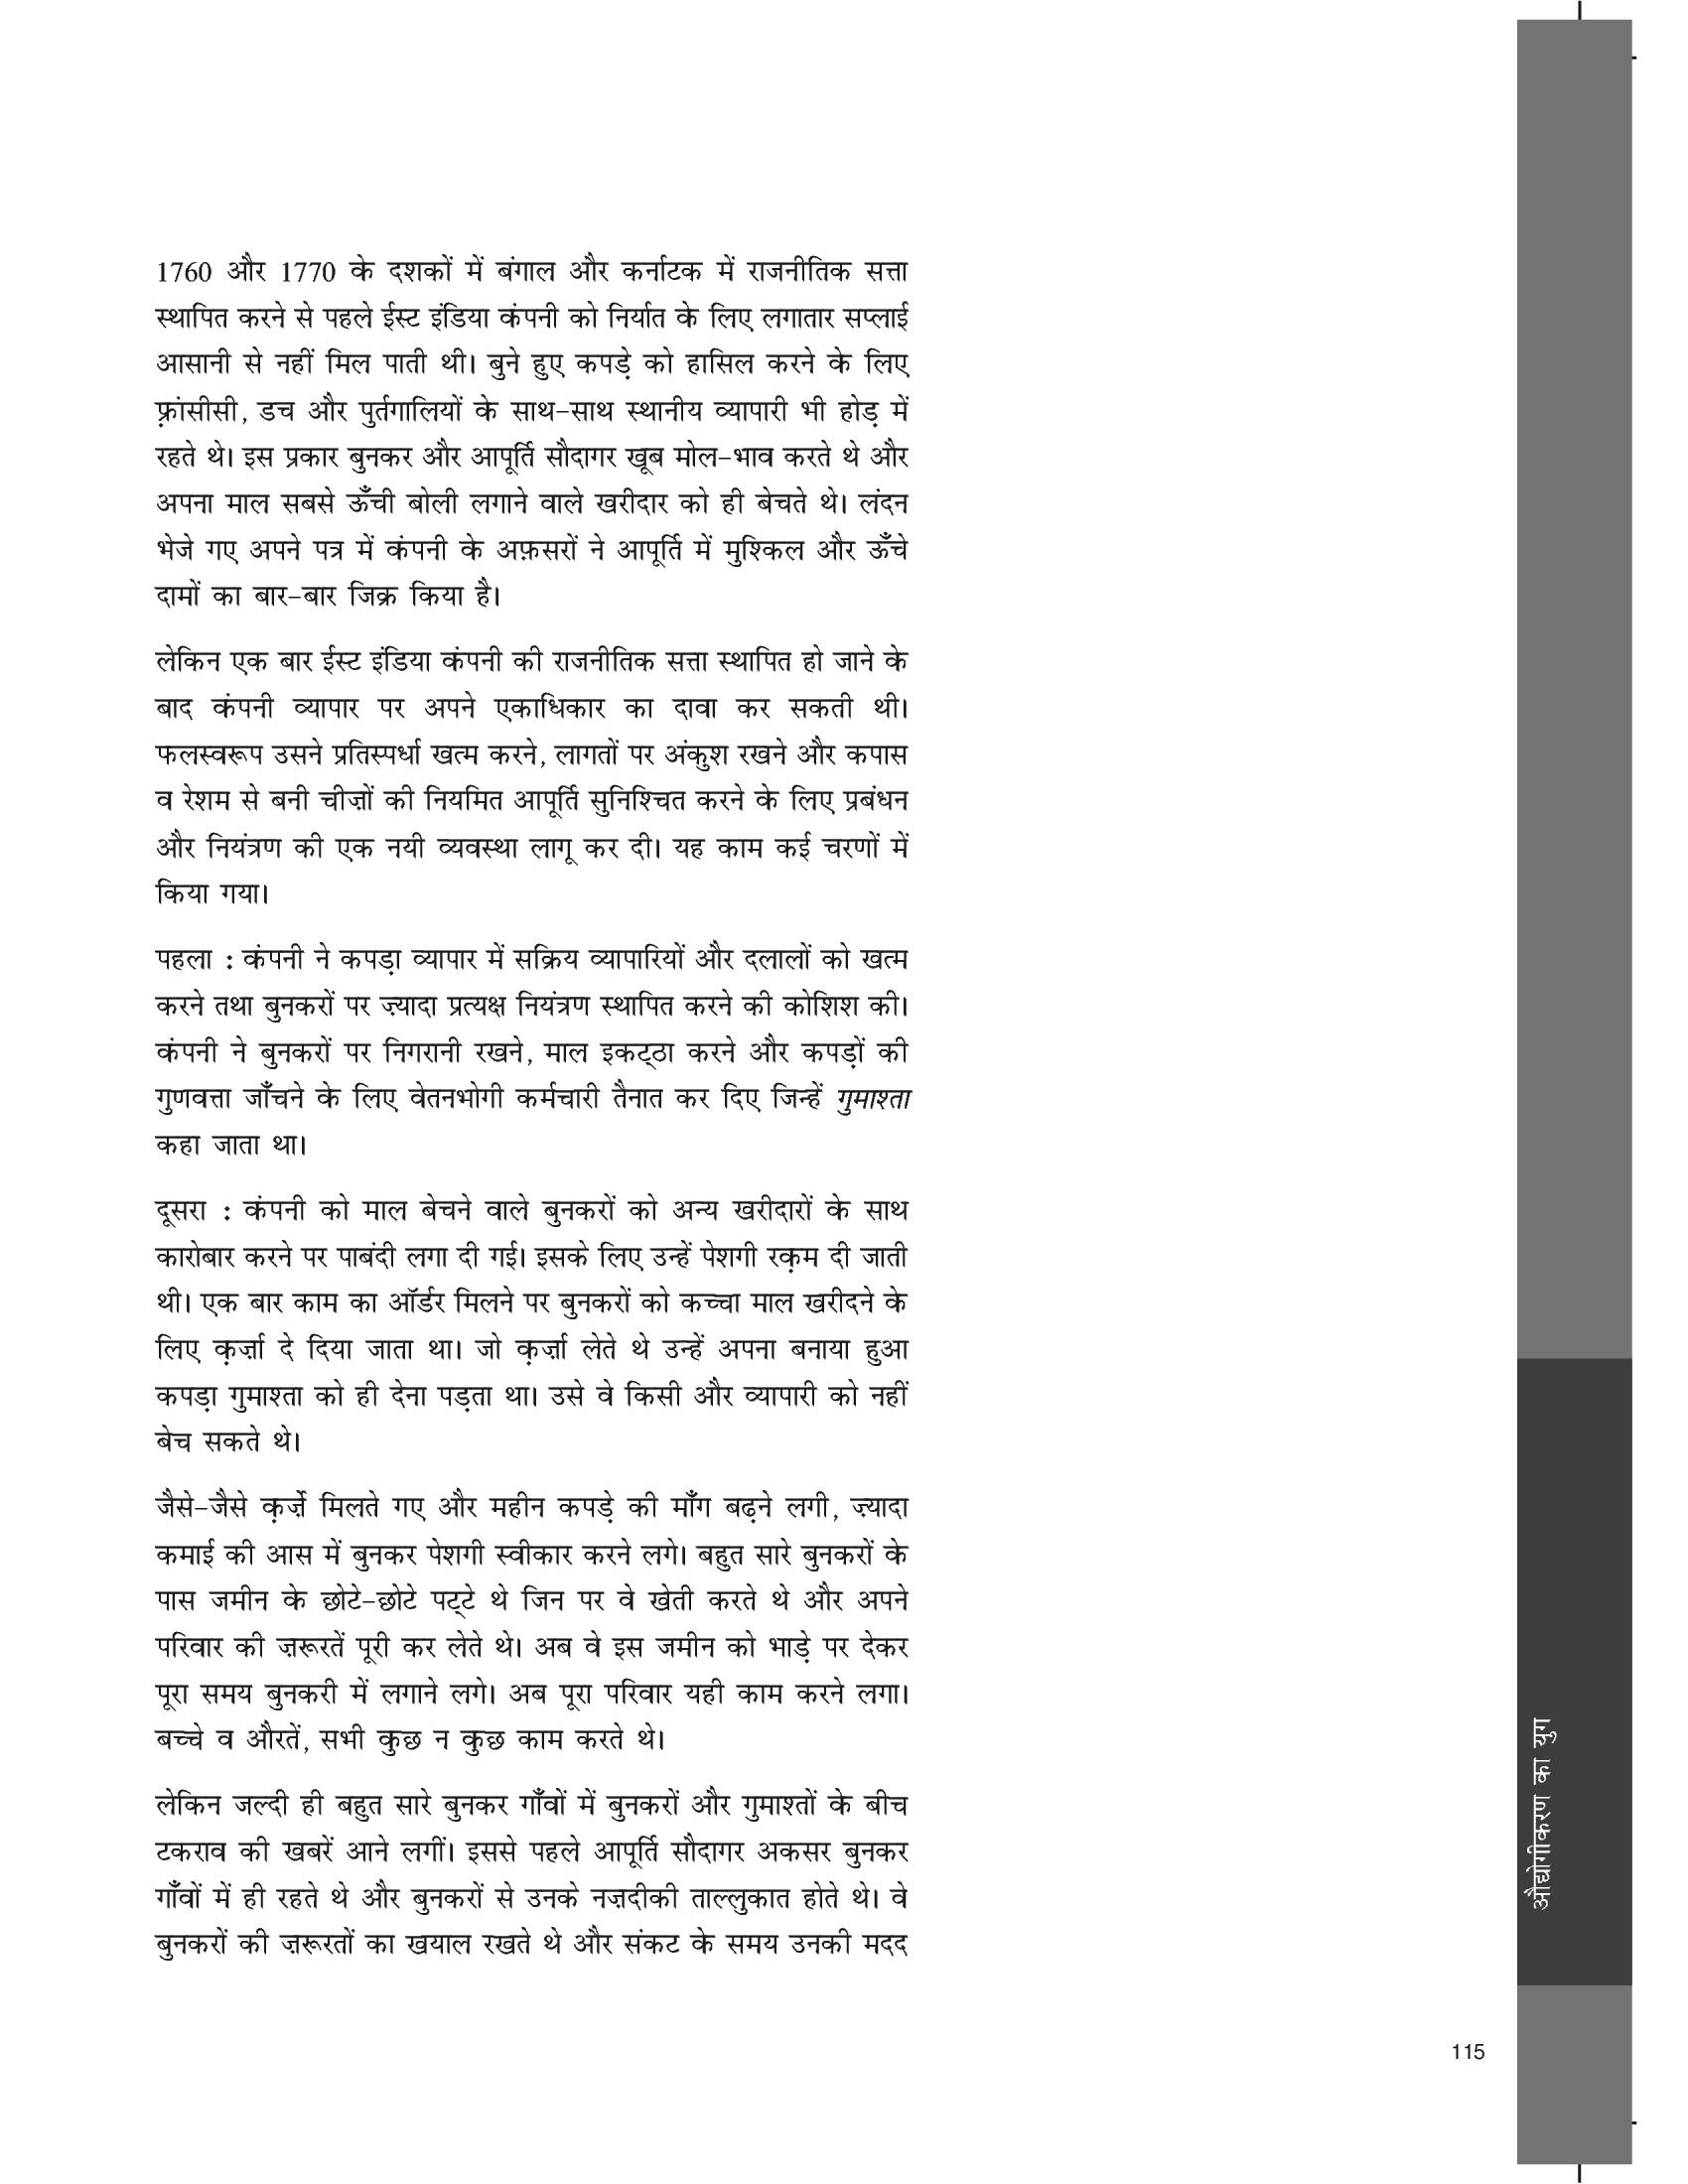 1760 और 1770 के दशकों में बंगाल और कर्नाटक में राजनीतिक सत्ता
स्थापित करने से पहले ईस्ट इंडिया कंपनी को निर्यात के लिए लगातार सप्लाई
आसानी से नहीं मिल पाती थी। बुने हुए कपड़े को हासिल करने के लिए
फ़्रांसीसी, डच और पुर्तगालियों के साथ-साथ स्थानीय व्यापारी भी होड़ में
रहते थे। इस प्रकार बुनकर और आपूर्ति सौदागर खूब मोल-भाव करते थे और
अपना माल सबसे ऊँची बोली लगाने वाले खरीदार को ही बेचते थे। लंदन
भेजे गए अपने पत्र में कंपनी के अफ़सरों ने आपूर्ति में मुश्किल और ऊँचे
दामों का बार-बार जिक्र किया है।
लेकिन एक बार ईस्ट इंडिया कंपनी की राजनीतिक सत्ता स्थापित हो जाने के
बाद कंपनी व्यापार पर अपने एकाधिकार का दावा कर सकती थी।
फलस्वरूप उसने प्रतिस्पर्धा खत्म करने, लागतों पर अंकुश रखने और कपास
व रेशम से बनी चीज़ों की नियमित आपूर्ति सुनिश्चित करने के लिए प्रबंधन
और नियंत्रण की एक नयी व्यवस्था लागू कर दी। यह काम कई चरणों में
किया गया।
पहला : कंपनी ने कपड़ा व्यापार में सक्रिय व्यापारियों और दलालों को खत्म
करने तथा बुनकरों पर ज़्यादा प्रत्यक्ष नियंत्रण स्थापित करने की कोशिश की।
कंपनी ने बुनकरों पर निगरानी रखने, माल इकट्ठा करने और कपड़ों की
गुणवत्ता जाँचने के लिए वेतनभोगी कर्मचारी तैनात कर दिए जिन्हें गुमाश्ता
कहा जाता था।
दूसरा : कंपनी को माल बेचने वाले बुनकरों को अन्य खरीदारों के साथ
कारोबार करने पर पाबंदी लगा दी गई। इसके लिए उन्हें पेशगी रक़म दी जाती
थी। एक बार काम का ऑर्डर मिलने पर बुनकरों को कच्चा माल खरीदने के
लिए क़र्ज़ा दे दिया जाता था। जो क़र्ज़ा लेते थे उन्हें अपना बनाया हुआ
कपड़ा गुमाश्ता को ही देना पड़ता था। उसे वे किसी और व्यापारी को नहीं
बेच सकते थे।
जैसे-जैसे क़र्ज़े मिलते गए और महीन कपड़े की माँग बढ़ने लगी, ज़्यादा
कमाई की आस में बुनकर पेशगी स्वीकार करने लगे। बहुत सारे बुनकरों के
पास जमीन के छोटे-छोटे पट्टे थे जिन पर वे खेती करते थे और अपने
परिवार की ज़रूरतें पूरी कर लेते थे। अब वे इस जमीन को भाड़े पर देकर
पूरा समय बुनकरी में लगाने लगे। अब पूरा परिवार यही काम करने लगा।
बच्चे व औरतें, सभी कुछ न कुछ काम करते थे।
लेकिन जल्दी ही बहुत सारे बुनकर गाँवों में बुनकरों और गुमाश्तों के बीच
टकराव की खबरें आने लगीं। इससे पहले आपूर्ति सौदागर अकसर बुनकर
गाँवों में ही रहते थे और बुनकरों से उनके नज़दीकी ताल्लुकात होते थे। वे
बुनकरों की ज़रूरतों का खयाल रखते थे और संकट के समय उनकी मदद
औद्योगीकरण का युग
115